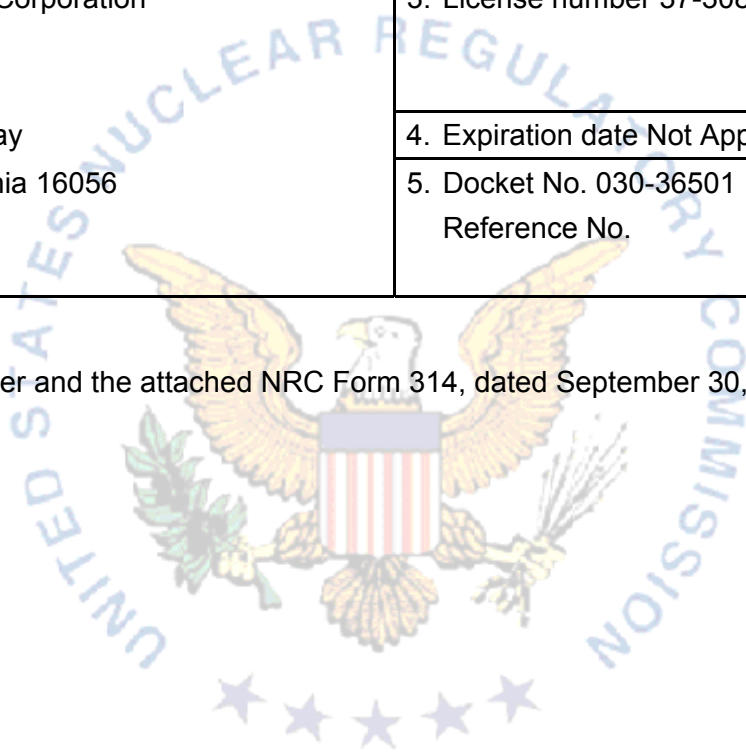 Corporation
3. License number 37-308
ay
4. Expiration date Not App
nia 16056
5. Docket No. 030-36501
Reference No.
er and the attached NRC Form 314, dated September 30,
UNITED STATES NUCLEAR REGULATORY COMMISSION